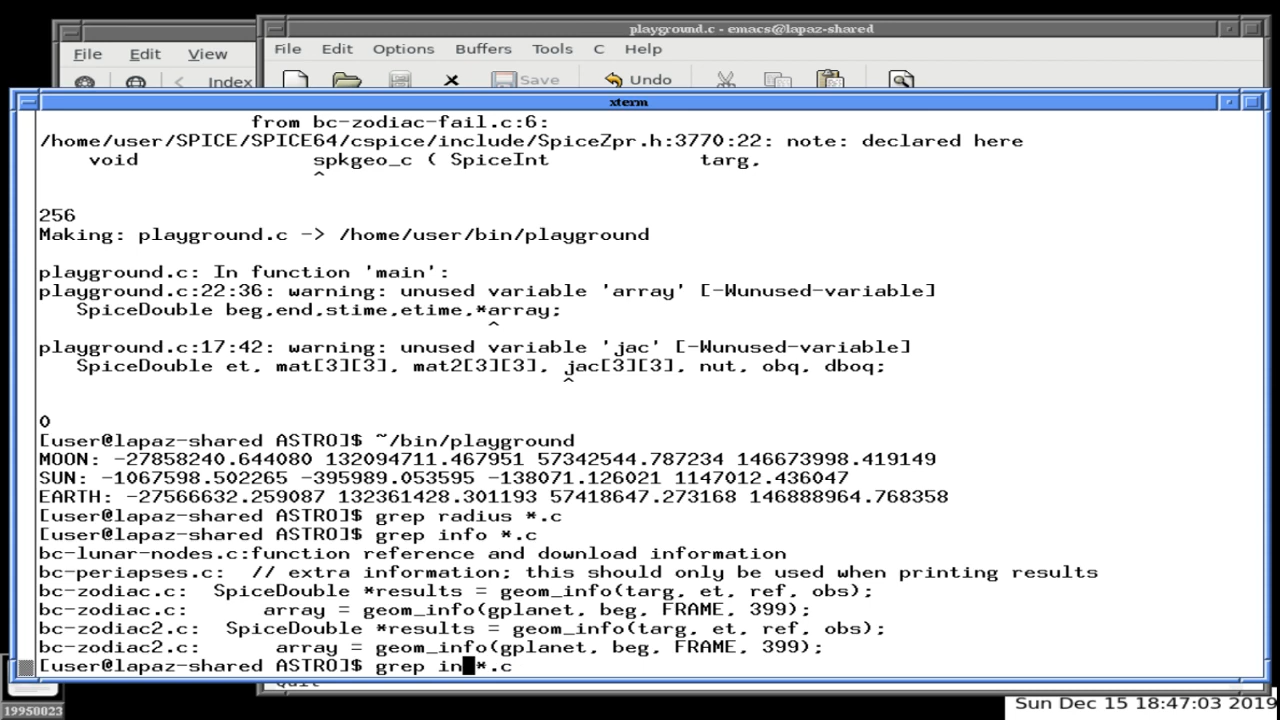 playground.c - emacs@lapaz-shared
File Edit View
File Edit Options Buffers Tools C Help
Index
Save Undo
xterm
from bc-zodiac-fail.c:6:
/home/user/SPICE/SPICE64/cspice/include/SpiceZpr.h:3770:22: note: declared here
void spkgeo_c ( SpiceInt targ,
^
256
Making: playground.c -> /home/user/bin/playground
playground.c: In function 'main':
playground.c:22:36: warning: unused variable 'array' [-Wunused-variable]
SpiceDouble beg,end,stime,etime,*array;
^
playground.c:17:42: warning: unused variable 'jac' [-Wunused-variable]
SpiceDouble et, mat[3][3], mat2[3][3], jac[3][3], nut, obq, dboq;
^
0
[user@lapaz-shared ASTRO]$ ~/bin/playground
MOON: -27858240.644080 132094711.467951 57342544.787234 146673998.419149
SUN: -1067598.502265 -395989.053595 -138071.126021 1147012.436047
EARTH: -27566632.259087 132361428.301193 57418647.273168 146888964.768358
[user@lapaz-shared ASTRO]$ grep radius *.c
[user@lapaz-shared ASTRO]$ grep info *.c
bc-lunar-nodes.c:function reference and download information
bc-periapses.c: // extra information; this should only be used when printing results
bc-zodiac.c: SpiceDouble *results = geom_info(targ, et, ref, obs);
bc-zodiac.c: array = geom_info(gplanet, beg, FRAME, 399);
bc-zodiac2.c: SpiceDouble *results = geom_info(targ, et, ref, obs);
bc-zodiac2.c: array = geom_info(gplanet, beg, FRAME, 399);
[user@lapaz-shared ASTRO]$ grep in *.c
Quit
19950023
Sun Dec 15 18:47:03 2019